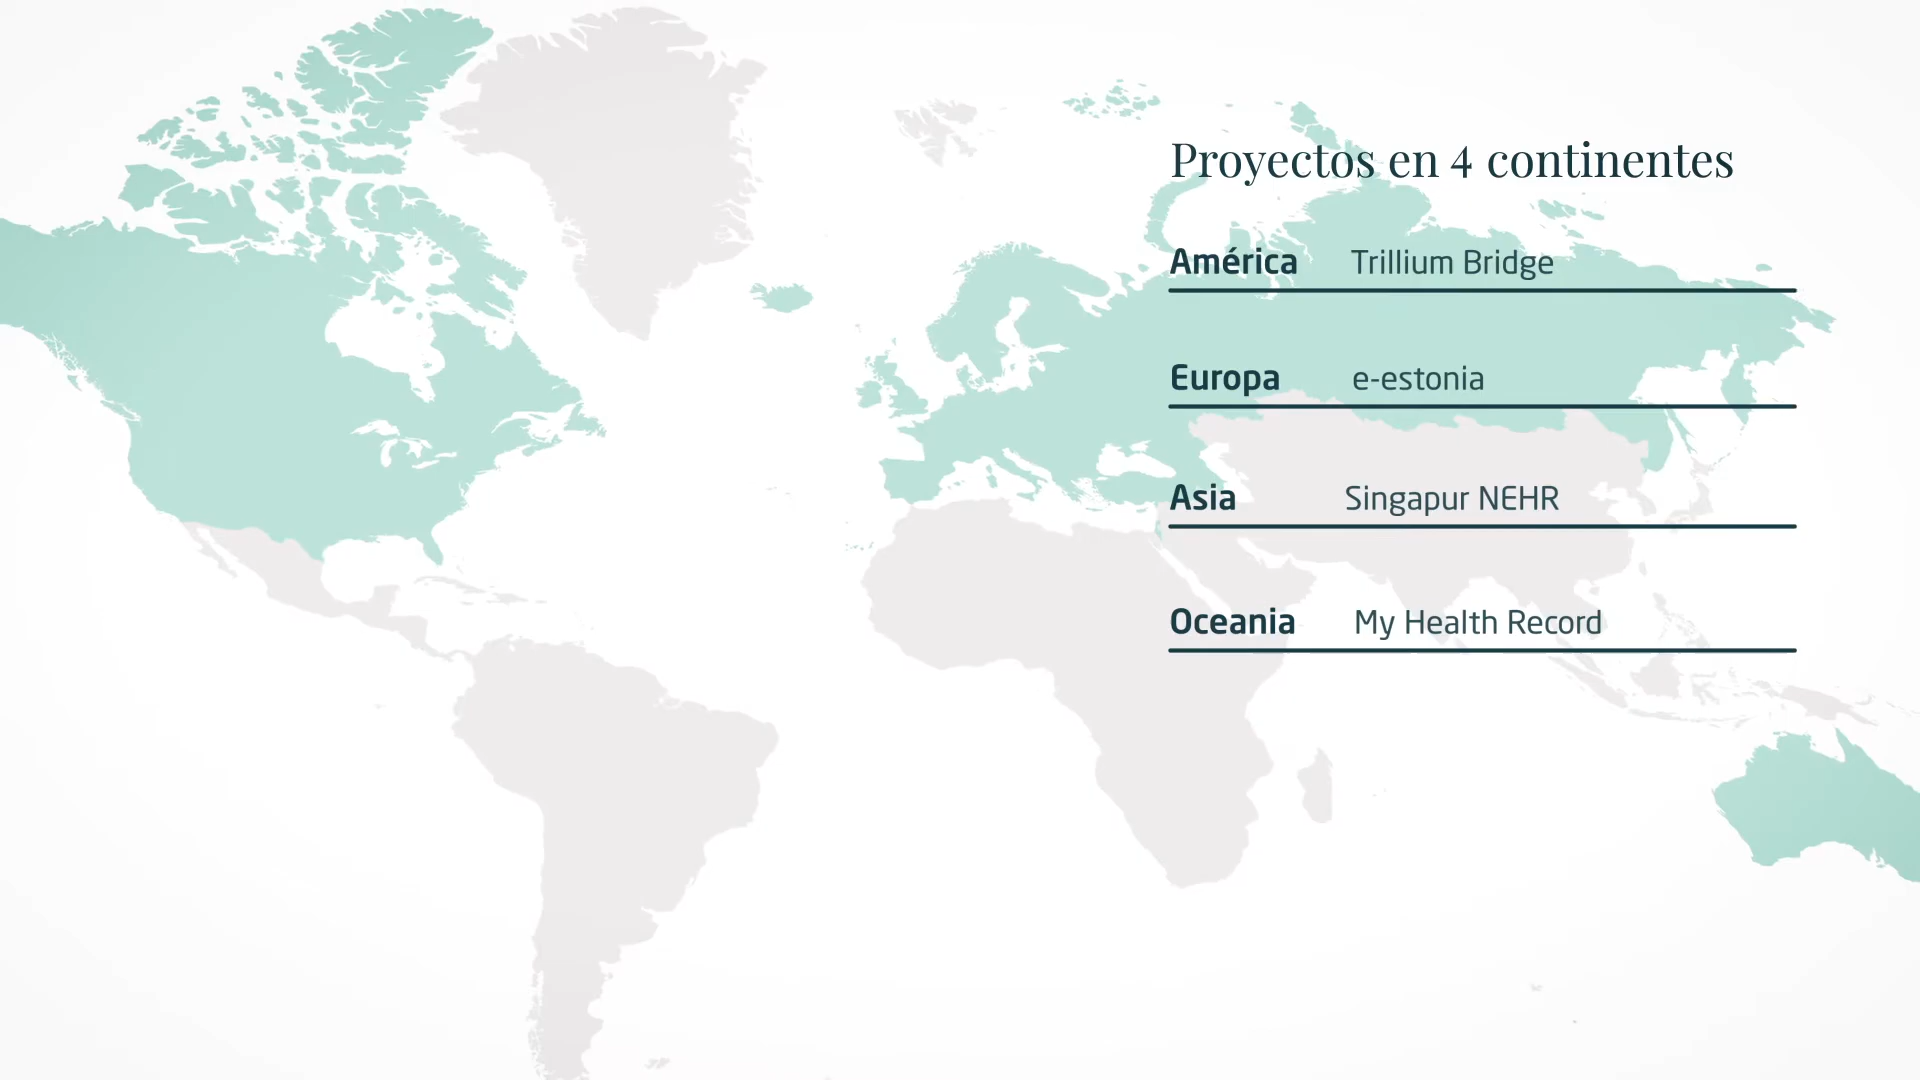 Proyectos en 4 continentes
América Trillium Bridge
Europa e-estonia
Asia Singapur NEHR
Oceania My Health Record